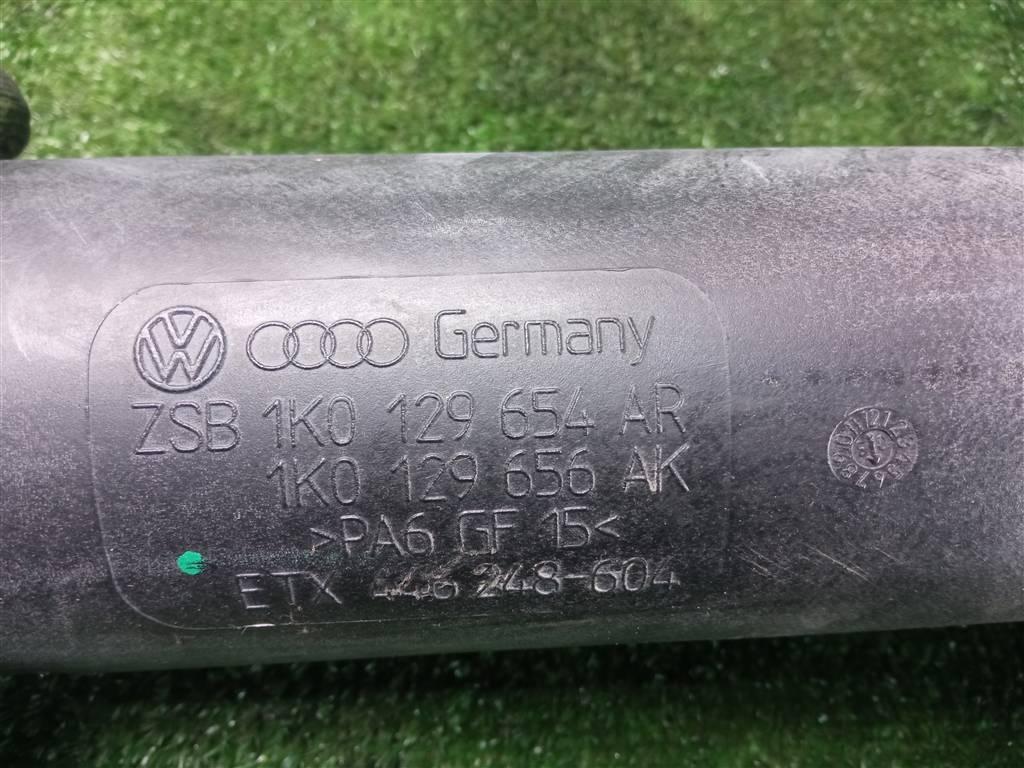 Germany
ZSB 1K0 129 654 AR
1K0 129 656 AK
>PA6 GF 15<
ETX 446 248-604